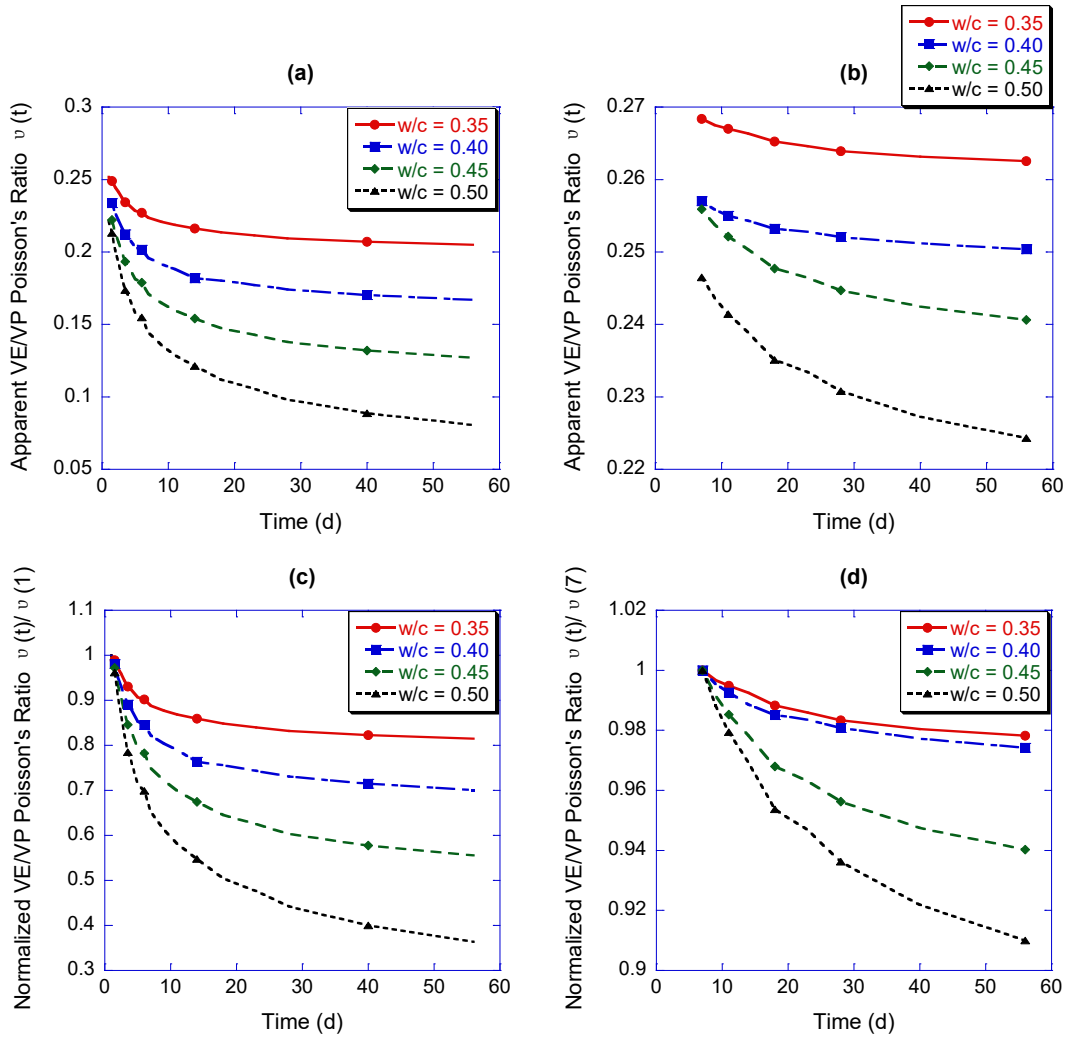 (a)
Apparent VE/VP Poisson's Ratio υ (t)
0.3
0.25
0.2
0.15
0.1
0.05
0 10 20 30 40 50 60
Time (d)
w/c = 0.35
w/c = 0.40
w/c = 0.45
w/c = 0.50
(b)
Apparent VE/VP Poisson's Ratio υ (t)
0.27
0.26
0.25
0.24
0.23
0.22
0 10 20 30 40 50 60
Time (d)
w/c = 0.35
w/c = 0.40
w/c = 0.45
w/c = 0.50
(c)
Normalized VE/VP Poisson's Ratio υ (t)/ υ (1)
1.1
1
0.9
0.8
0.7
0.6
0.5
0.4
0.3
0 10 20 30 40 50 60
Time (d)
w/c = 0.35
w/c = 0.40
w/c = 0.45
w/c = 0.50
(d)
Normalized VE/VP Poisson's Ratio υ (t)/ υ (7)
1.02
1
0.98
0.96
0.94
0.92
0.9
0 10 20 30 40 50 60
Time (d)
w/c = 0.35
w/c = 0.40
w/c = 0.45
w/c = 0.50